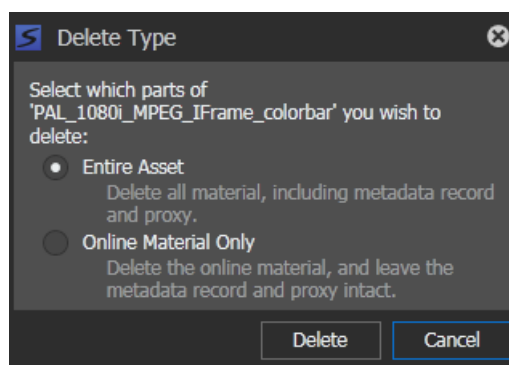 Delete Type
Select which parts of
'PAL_1080i_MPEG_IFrame_colorbar' you wish to
delete:
Entire Asset
Delete all material, including metadata record
and proxy.
Online Material Only
Delete the online material, and leave the
metadata record and proxy intact.
Delete Cancel